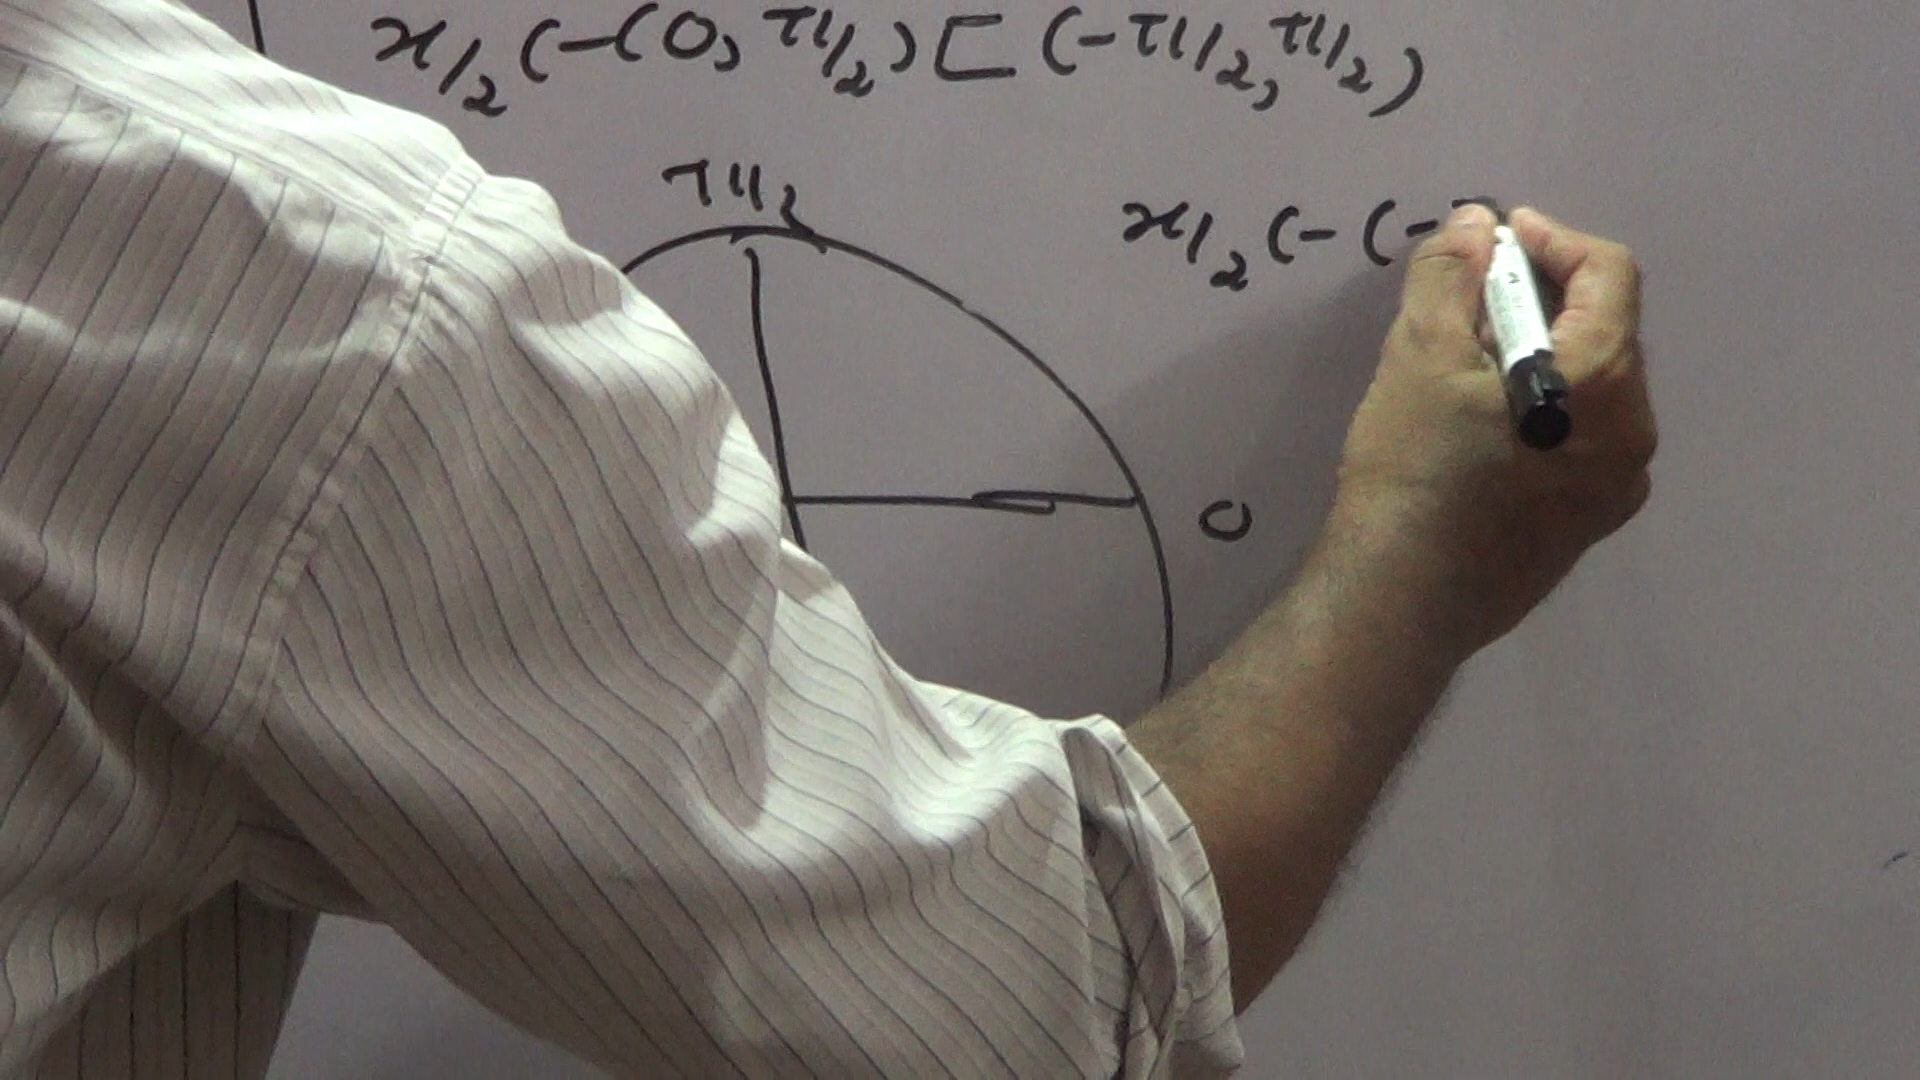 x/2 (-(0, π/2) [ (-π/2, π/2)
π/2
x/2 (- (-π
0